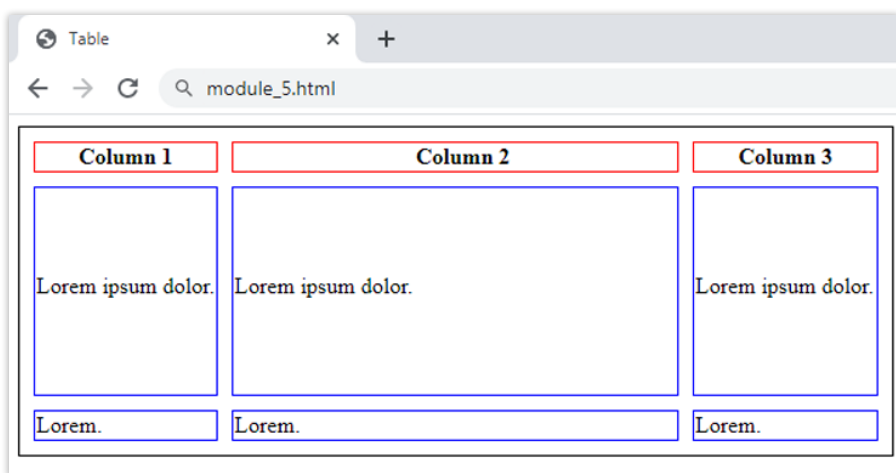 Table
module_5.html
Column 1 Column 2 Column 3
Lorem ipsum dolor. Lorem ipsum dolor. Lorem ipsum dolor.
Lorem. Lorem. Lorem.